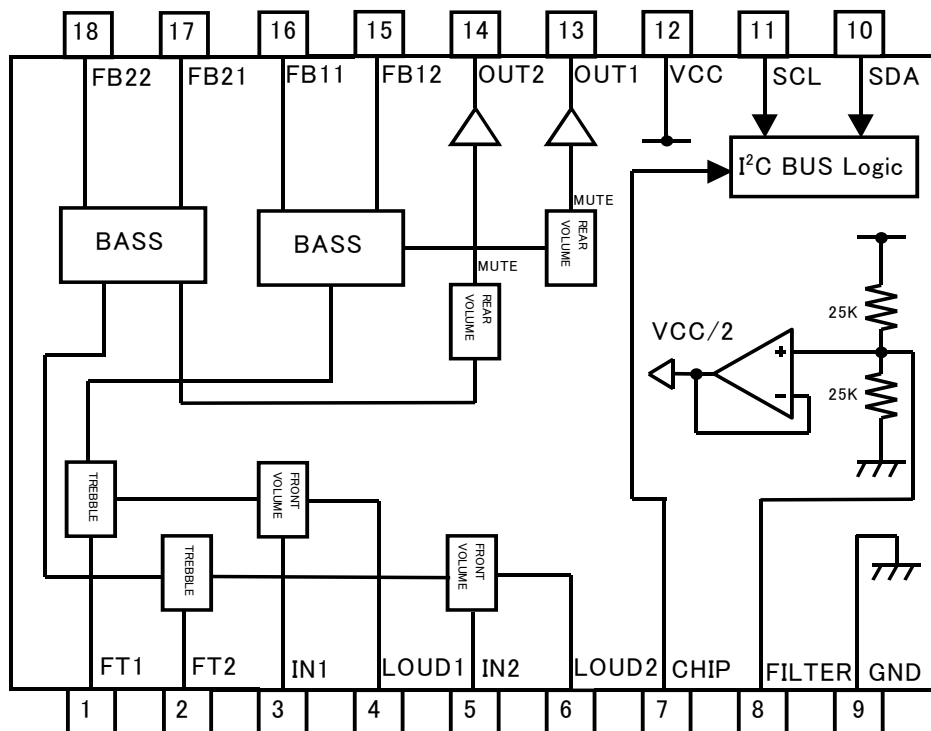 18 17 16 15 14 13 12 11 10
FB22 FB21 FB11 FB12 OUT2 OUT1 VCC SCL SDA
I²C BUS Logic
MUTE
BASS
BASS
REAR
VOLUME
MUTE
REAR
VOLUME
25K
VCC/2
+
25K
-
TREBBLE
FRONT
VOLUME
TREBBLE
FRONT
VOLUME
FT1 FT2 IN1 LOUD1 IN2 LOUD2 CHIP FILTER GND
1 2 3 4 5 6 7 8 9